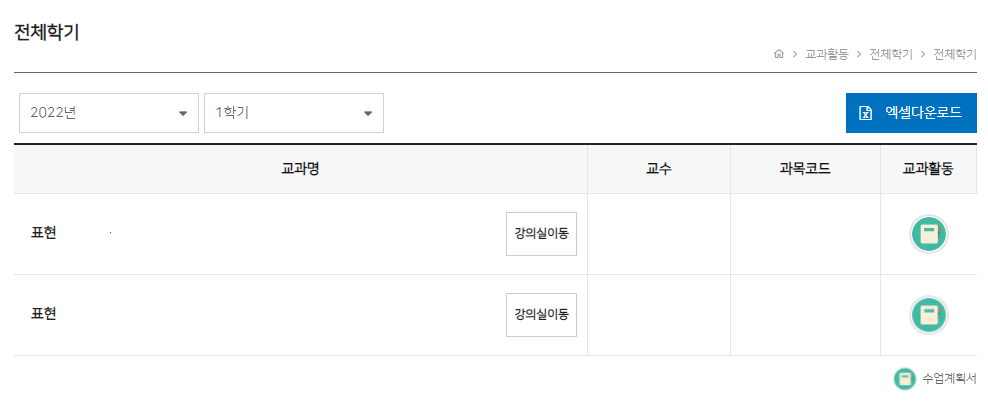 전체학기
교과활동 > 전체학기 > 전체학기
2022년 1학기 엑셀다운로드
교과명 교수 과목코드 교과활동
표현 강의실이동
표현 강의실이동
수업계획서